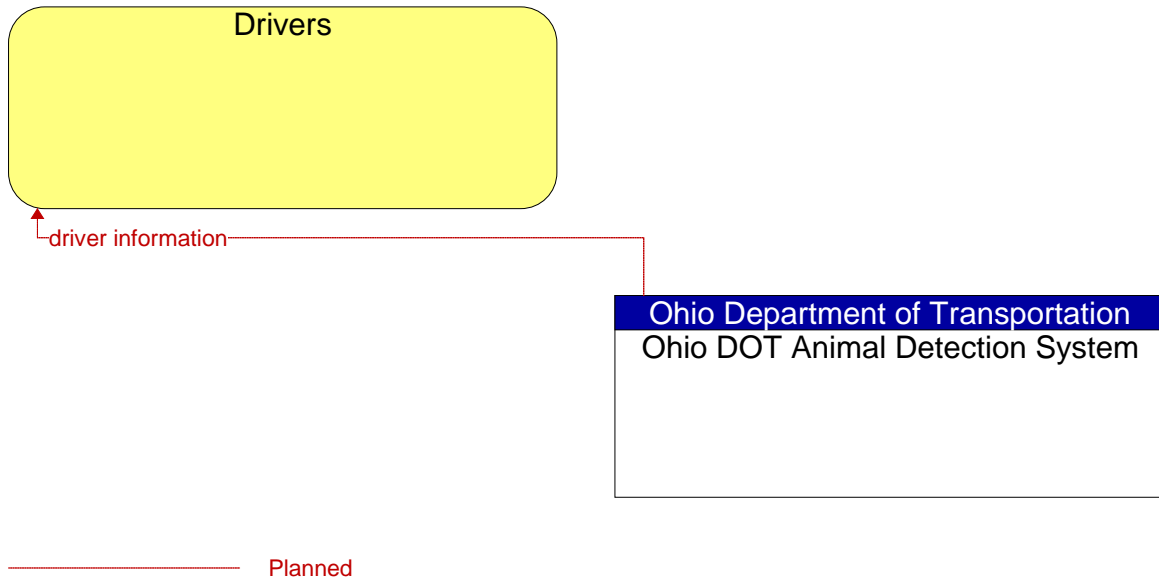 Drivers
driver information
Ohio Department of Transportation
Ohio DOT Animal Detection System
Planned